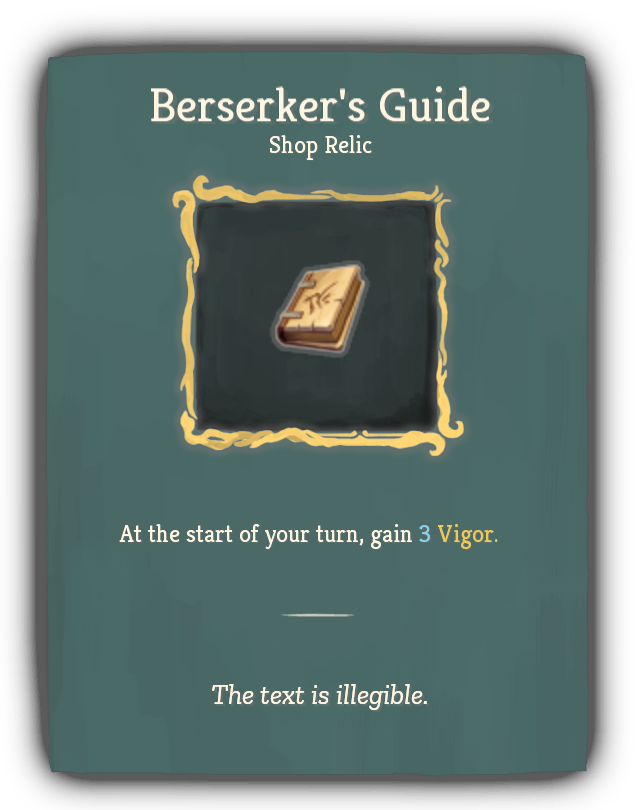 Berserker's Guide
Shop Relic
At the start of your turn, gain 3 Vigor.
The text is illegible.